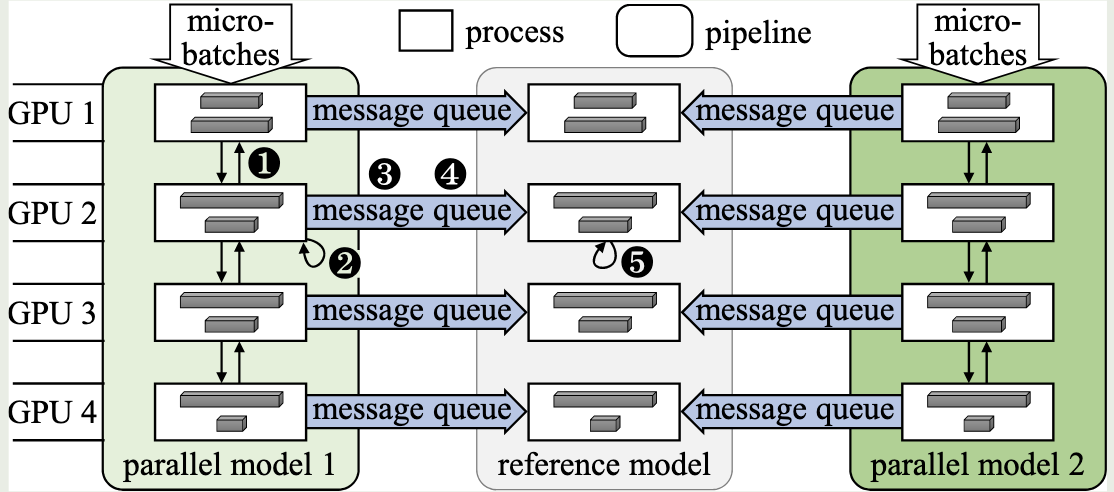 micro-
batches
process
pipeline
micro-
batches
GPU 1
message queue
message queue
❶
❸
❹
GPU 2
message queue
message queue
❷
❺
GPU 3
message queue
message queue
GPU 4
message queue
message queue
parallel model 1
reference model
parallel model 2